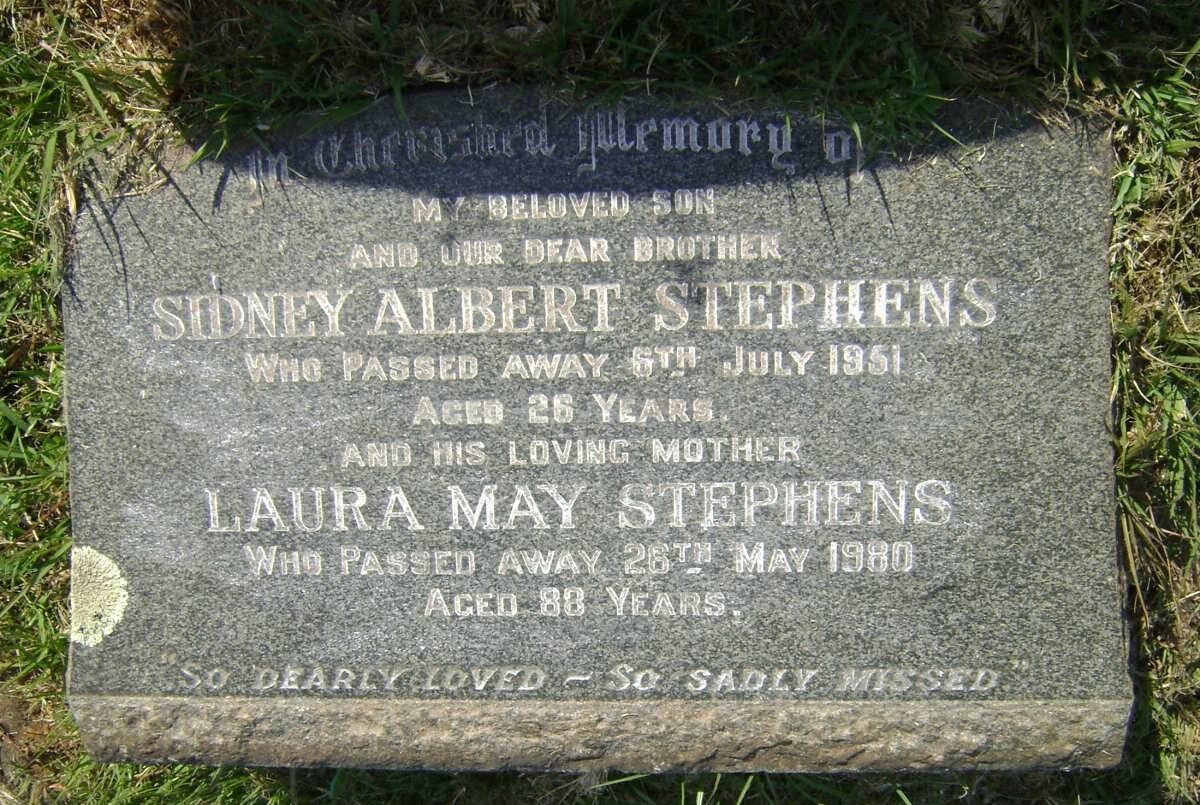 In Cherished Memory of
MY BELOVED SON
AND OUR DEAR BROTHER
SIDNEY ALBERT STEPHENS
WHO PASSED AWAY 6TH JULY 1951
AGED 26 YEARS.
AND HIS LOVING MOTHER
LAURA MAY STEPHENS
WHO PASSED AWAY 26TH MAY 1980
AGED 88 YEARS.
"SO DEARLY LOVED ~ SO SADLY MISSED."